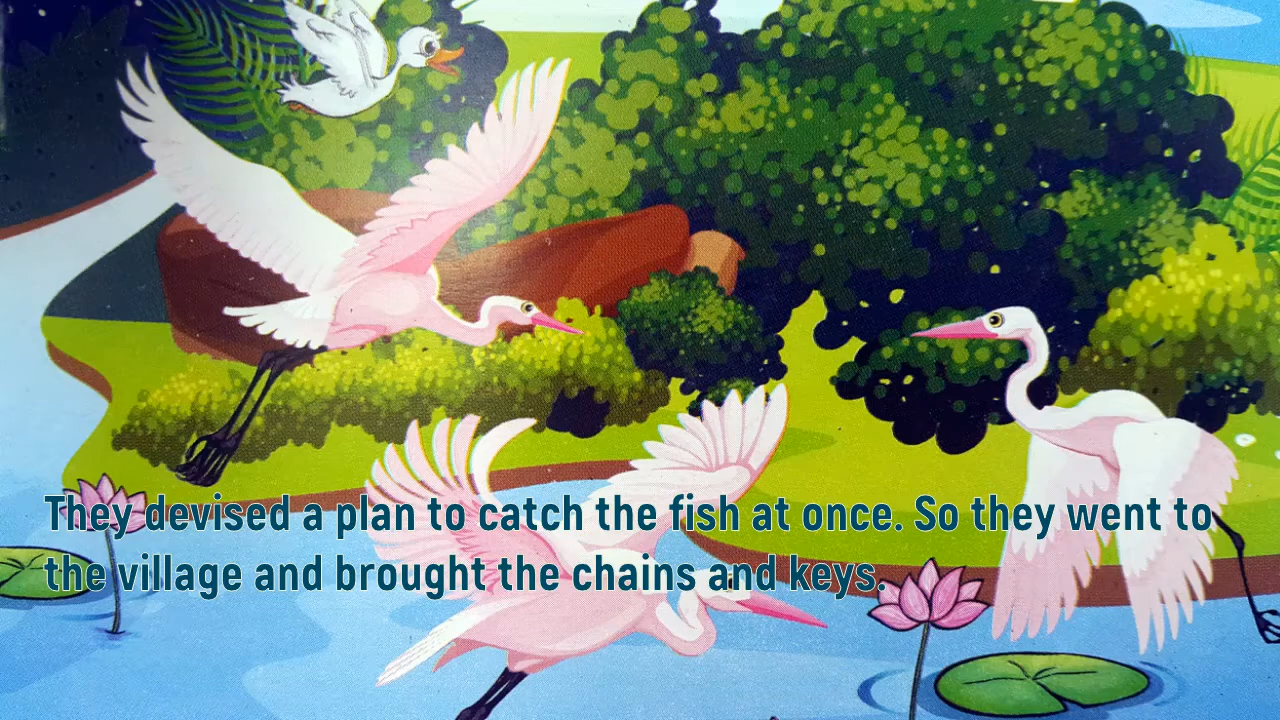 They devised a plan to catch the fish at once. So they went to
the village and brought the chains and keys.